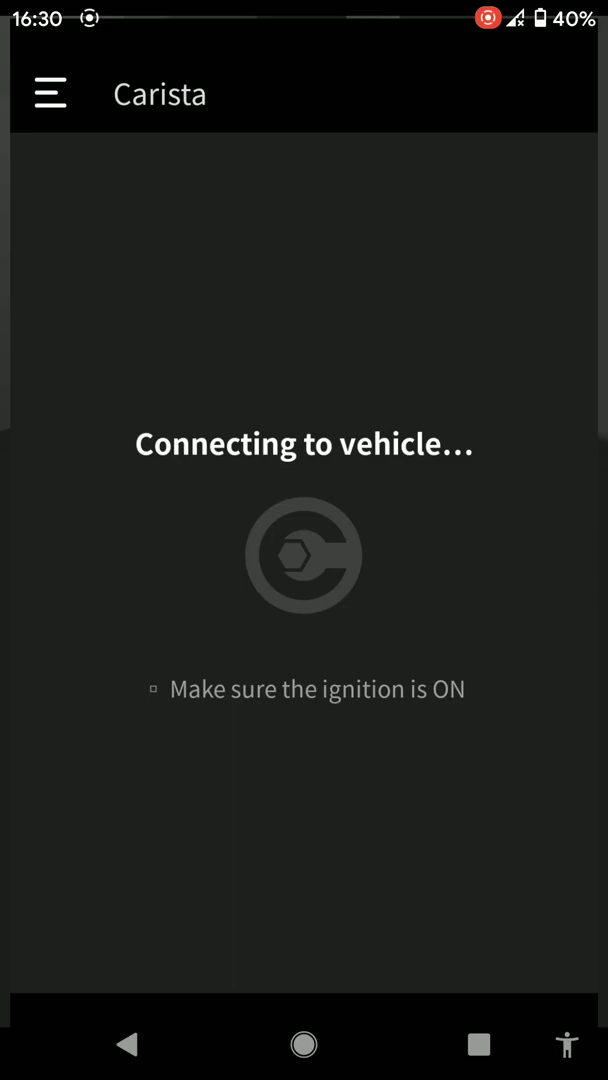 16:30
40%
Carista
Connecting to vehicle...
Make sure the ignition is ON